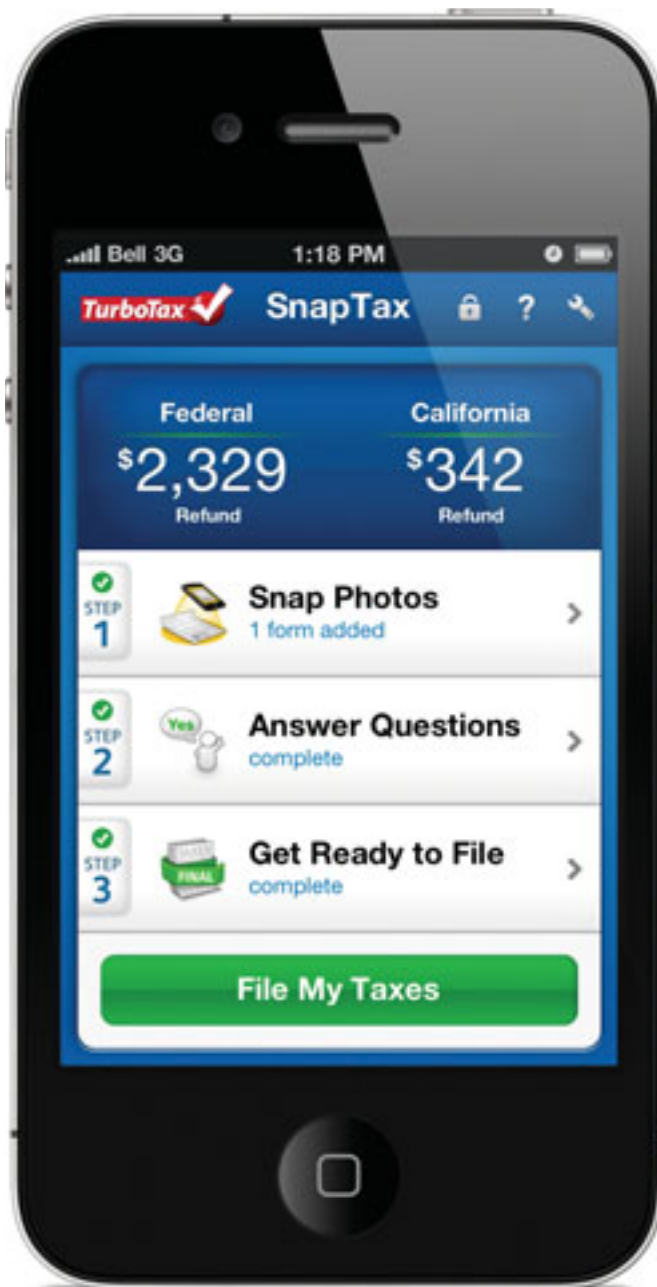 Bell 3G 1:18 PM
TurboTax SnapTax ?
Federal California
$2,329 $342
Refund Refund
STEP 1
Snap Photos
1 form added
STEP 2
Yes
Answer Questions
complete
STEP 3
FINAL
Get Ready to File
complete
File My Taxes